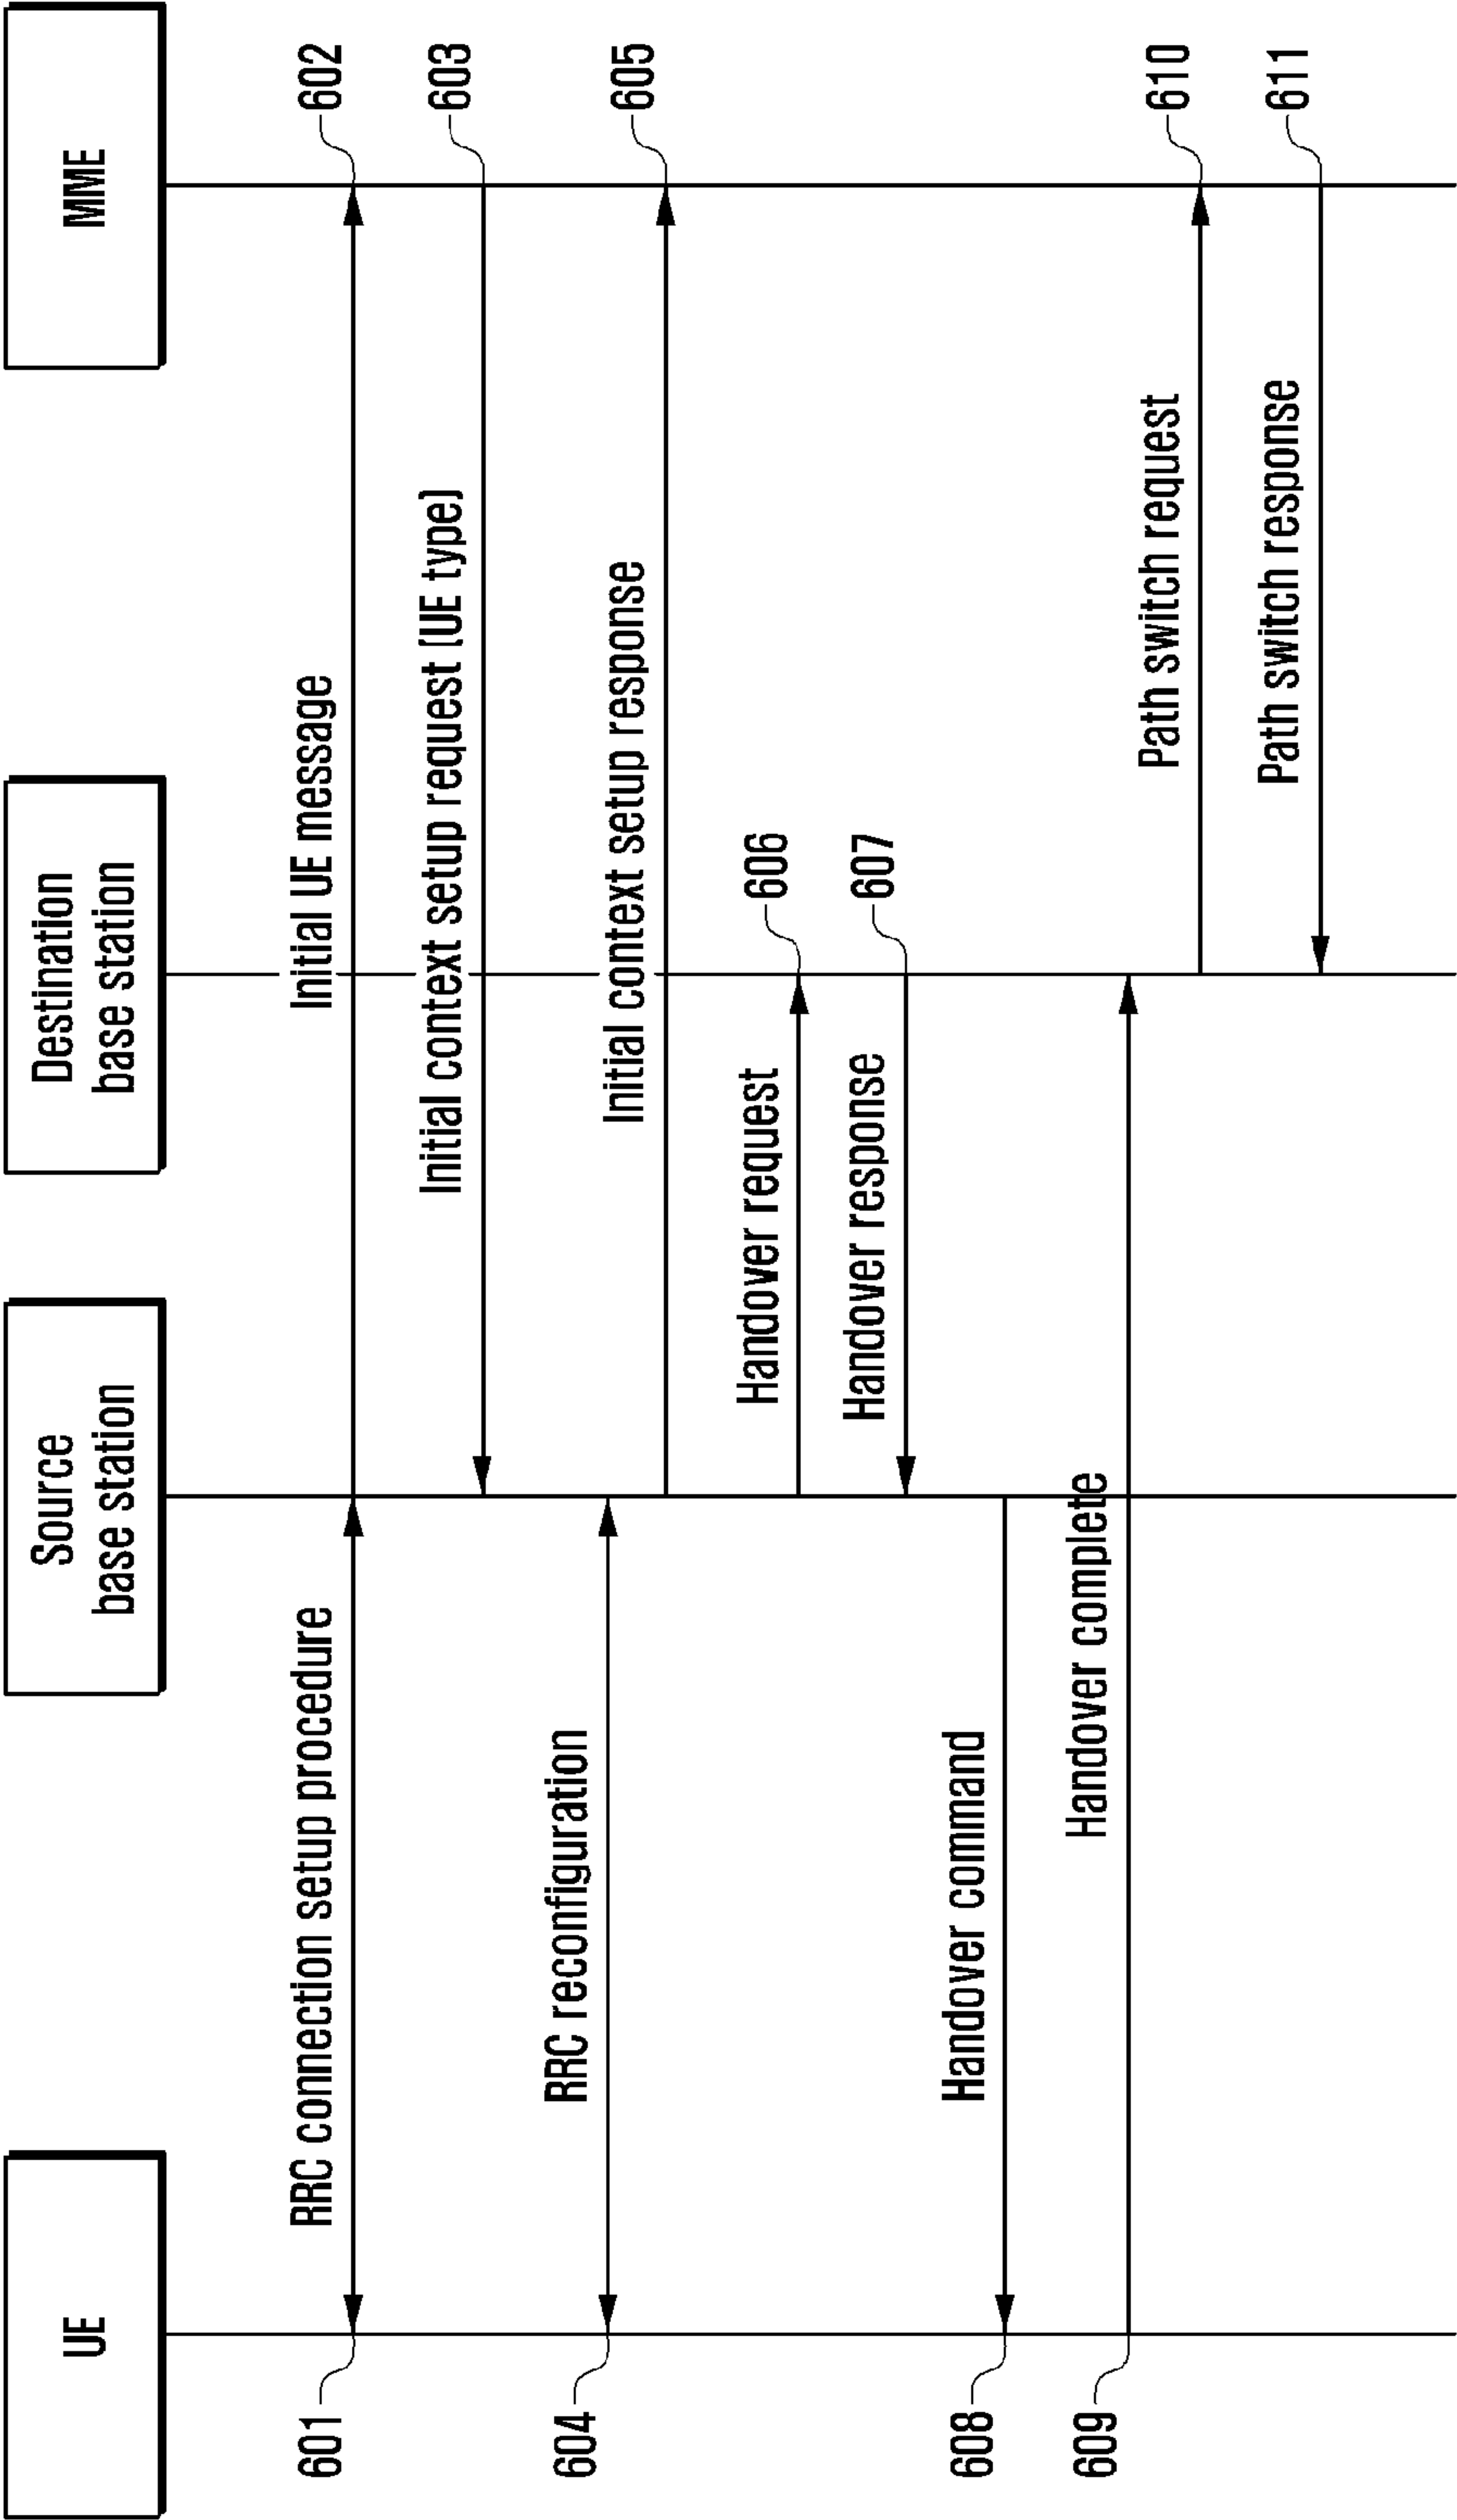 UE
Source
base station
Destination
base station
MME
601
RRC connection setup procedure
Initial UE message
602
Initial context setup request (UE type)
603
604
RRC reconfiguration
Initial context setup response
605
Handover request
606
Handover response
607
608
Handover command
609
Handover complete
Path switch request
610
Path switch response
611